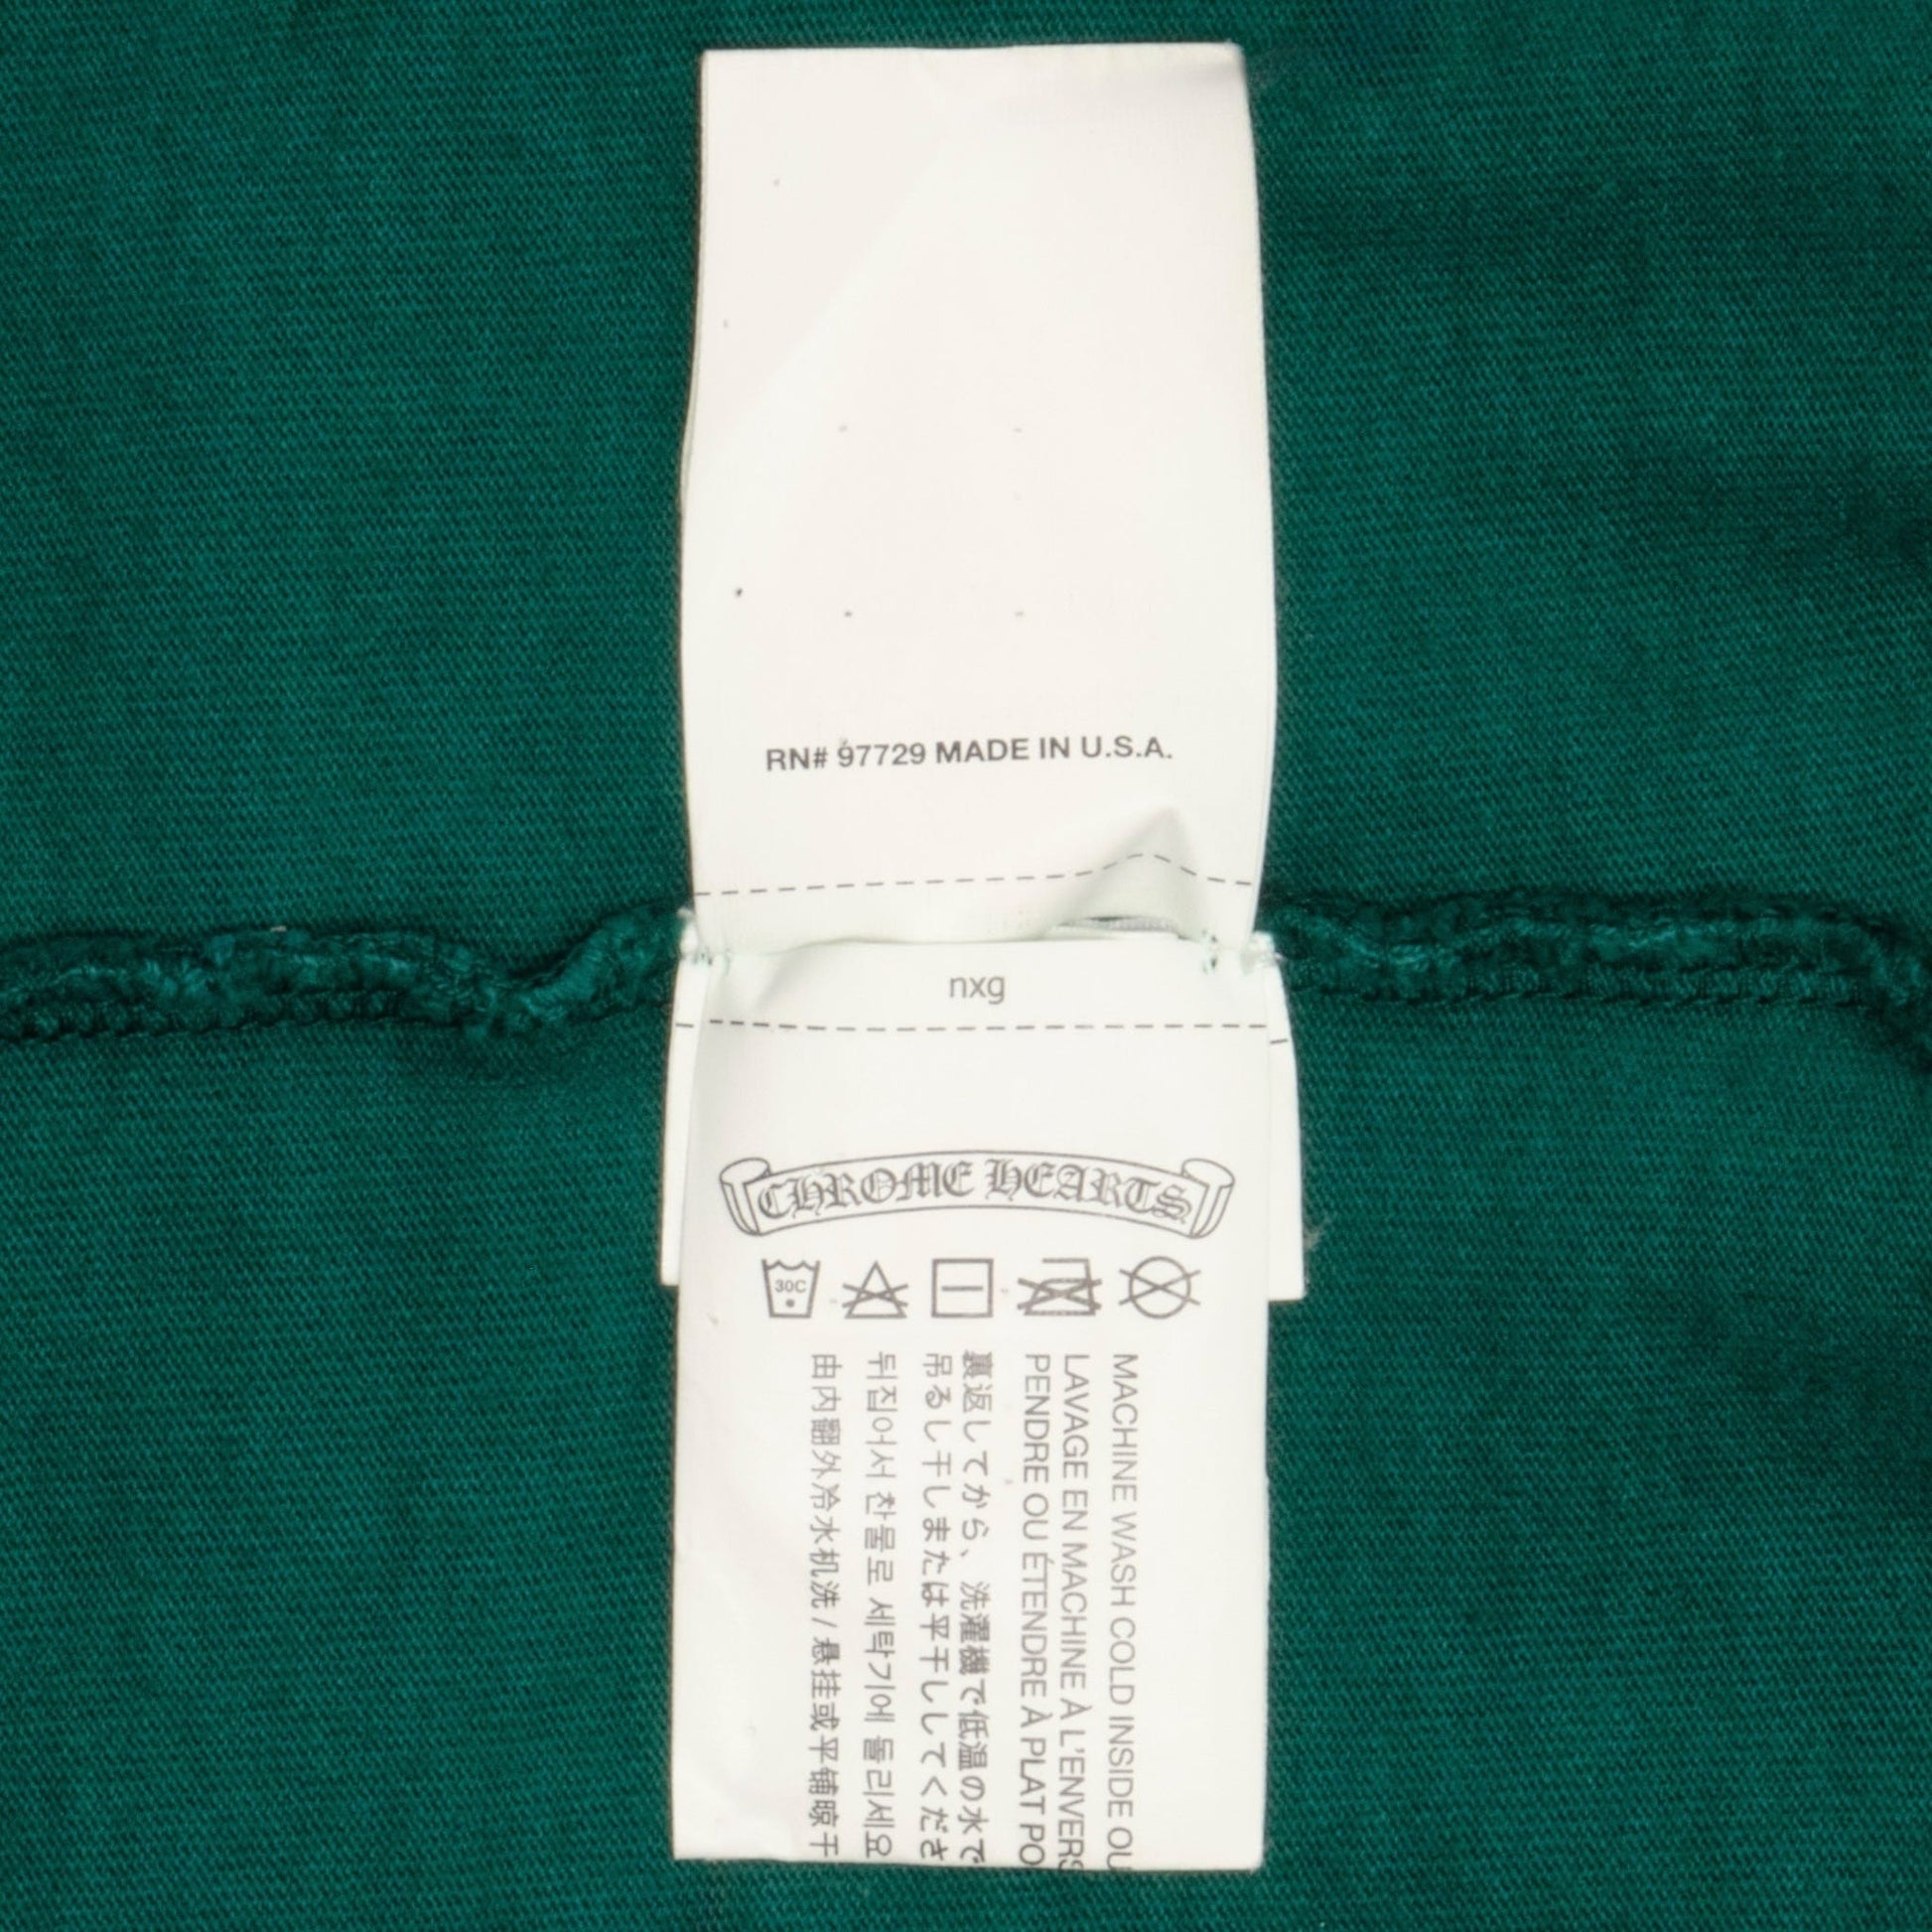 RN# 97729 MADE IN U.S.A.
nxg
CHROME HEARTS
30C
MACHINE WASH COLD INSIDE OU
LAVAGE EN MACHINE À L'ENVERS
PENDRE OU ÉTENDRE À PLAT PO
裏返してから、洗濯機で低温の水で
吊るし干しまたは平干ししてくださ
뒤집어서 찬물로 세탁기에 돌리세요
由内翻外冷水机洗 / 悬挂或平铺晾干